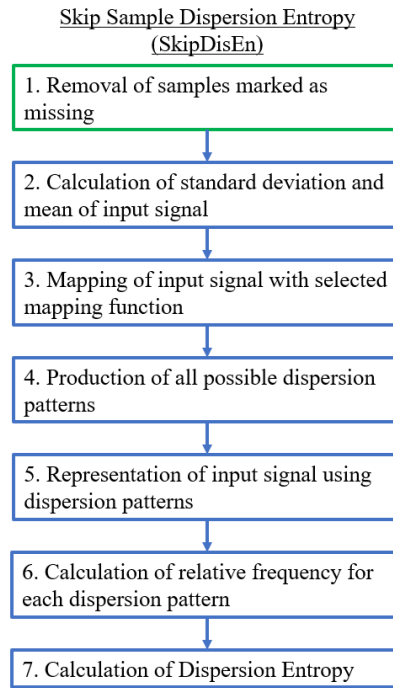 Skip Sample Dispersion Entropy
(SkipDisEn)
1. Removal of samples marked as
missing
2. Calculation of standard deviation and
mean of input signal
3. Mapping of input signal with selected
mapping function
4. Production of all possible dispersion
patterns
5. Representation of input signal using
dispersion patterns
6. Calculation of relative frequency for
each dispersion pattern
7. Calculation of Dispersion Entropy